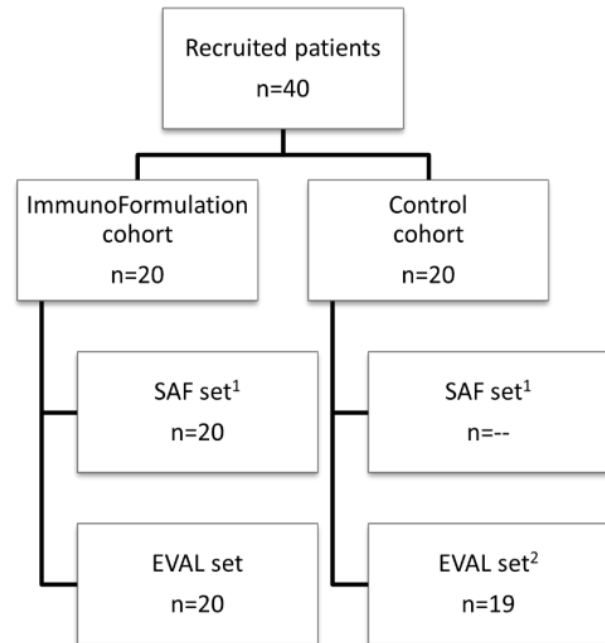 Recruited patients
n=40
ImmunoFormulation
cohort
n=20
Control
cohort
n=20
SAF set¹
n=20
SAF set¹
n=--
EVAL set
n=20
EVAL set²
n=19